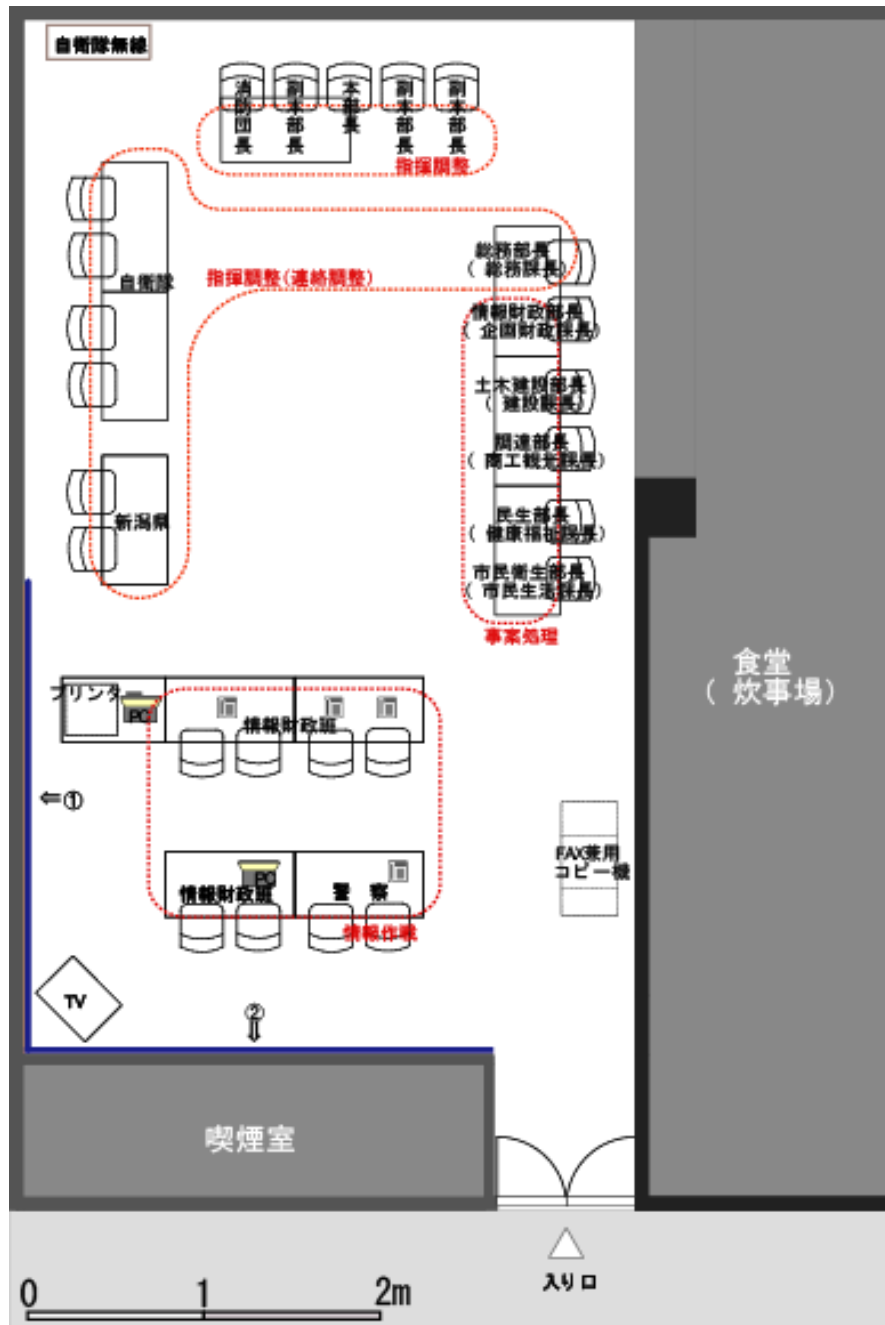 自衛隊無線
消防団長
副本部長
本部長
副本部長
副本部長
指揮調整
総務部長
( 総務課長)
自衛隊
指揮調整(連絡調整)
情報財政部長
( 企画財政課長)
土木建設部長
( 建設課長)
調達部長
( 商工観光課長)
新潟県
民生部長
( 健康福祉課長)
市民衛生部長
( 市民生活課長)
事案処理
食堂
( 炊事場)
プリンタ
PC
情報財政班
⇐①
FAX兼用
コピー機
PC
情報財政班
警 察
情報作戦
TV
②
⇓
喫煙室
入り口
0 1 2m